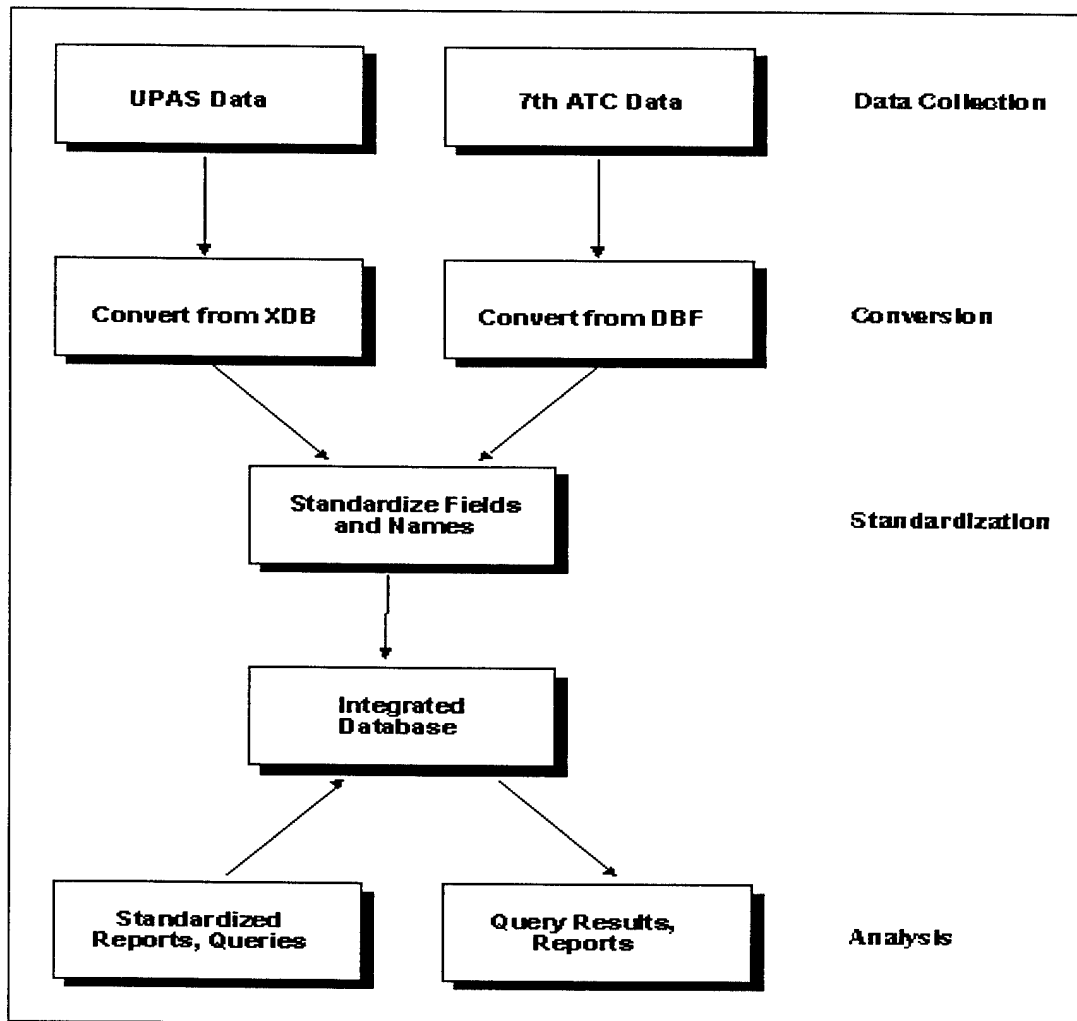 UPAS Data
7th ATC Data
Data Collection
Convert from XDB
Convert from DBF
Conversion
Standardize Fields
and Names
Standardization
Integrated
Database
Standardized
Reports, Queries
Query Results,
Reports
Analysis